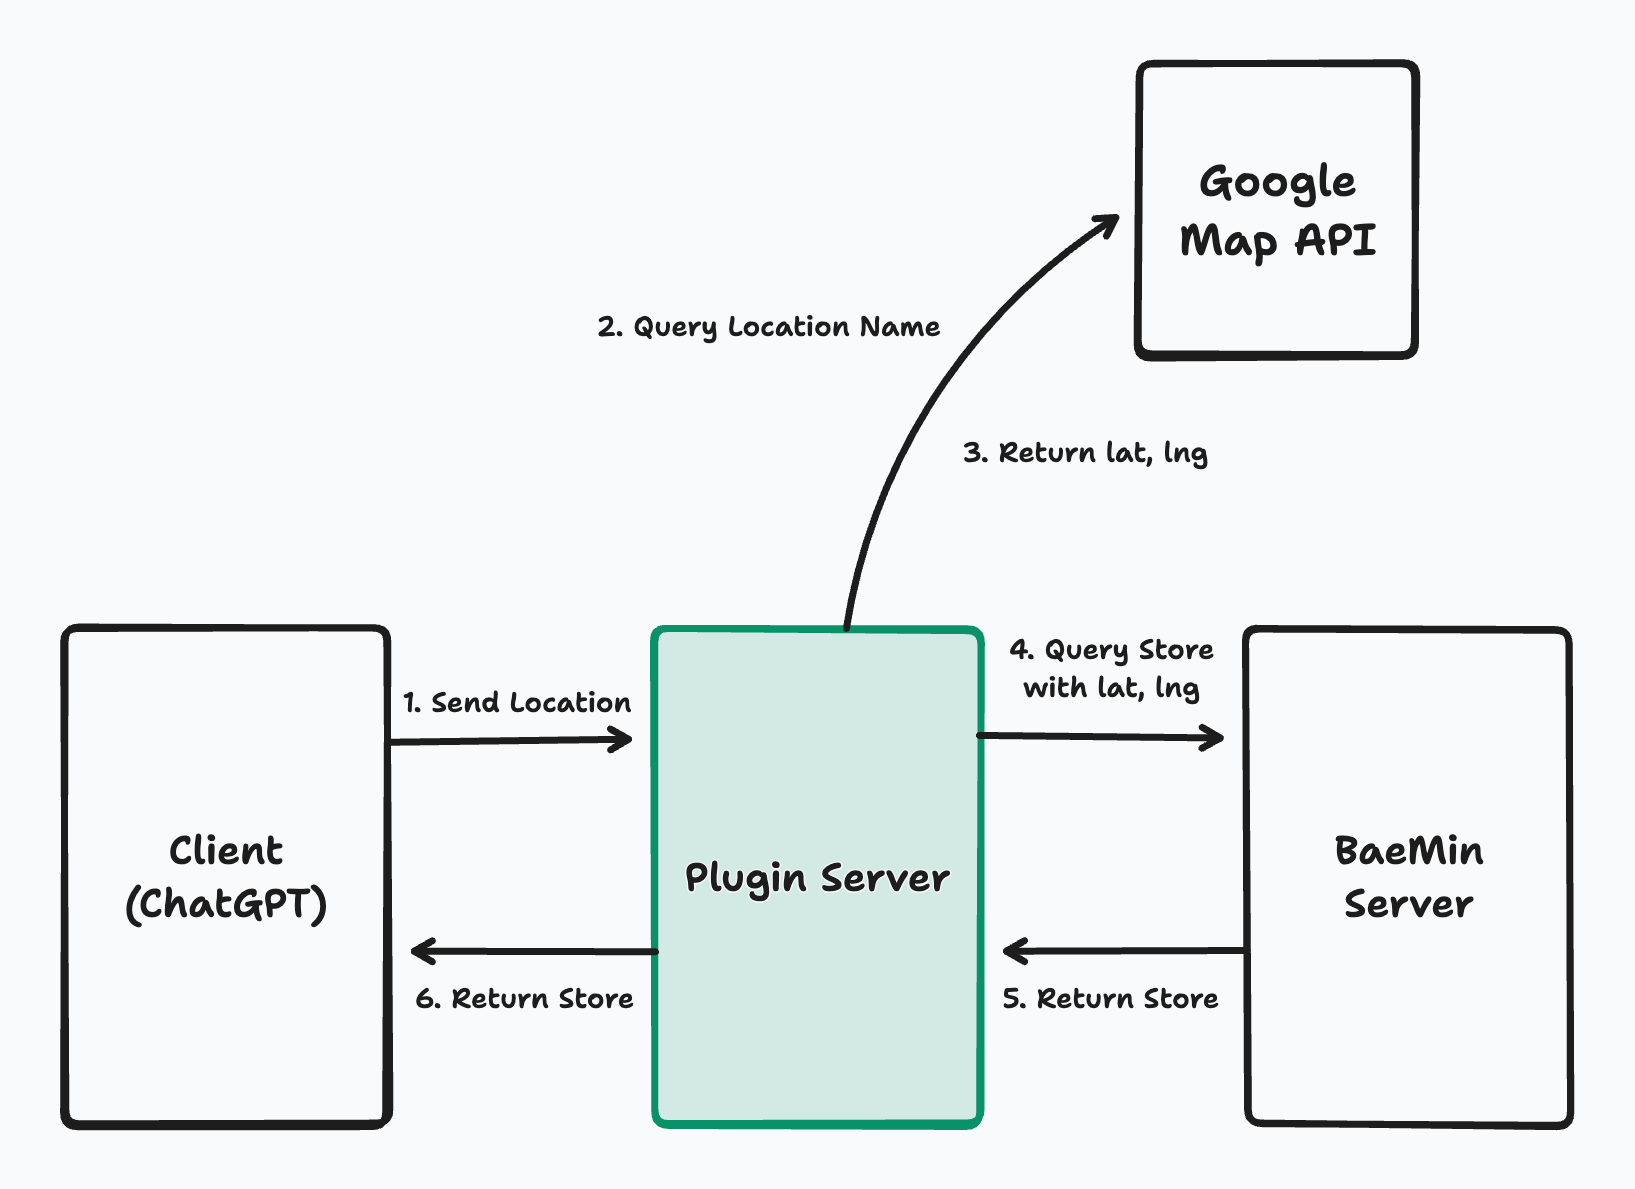 Google
Map API
2. Query Location Name
3. Return lat, lng
4. Query Store
with lat, lng
1. Send Location
Client
(ChatGPT)
Plugin Server
BaeMin
Server
6. Return Store
5. Return Store